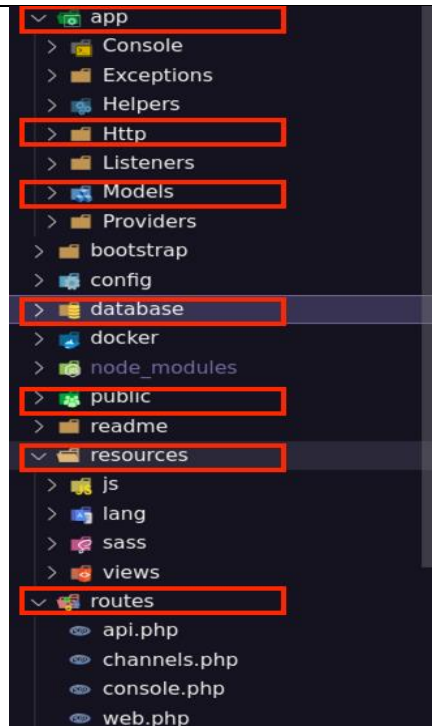 app
Console
Exceptions
Helpers
Http
Listeners
Models
Providers
bootstrap
config
database
docker
node_modules
public
readme
resources
js
lang
sass
views
routes
api.php
channels.php
console.php
web.php